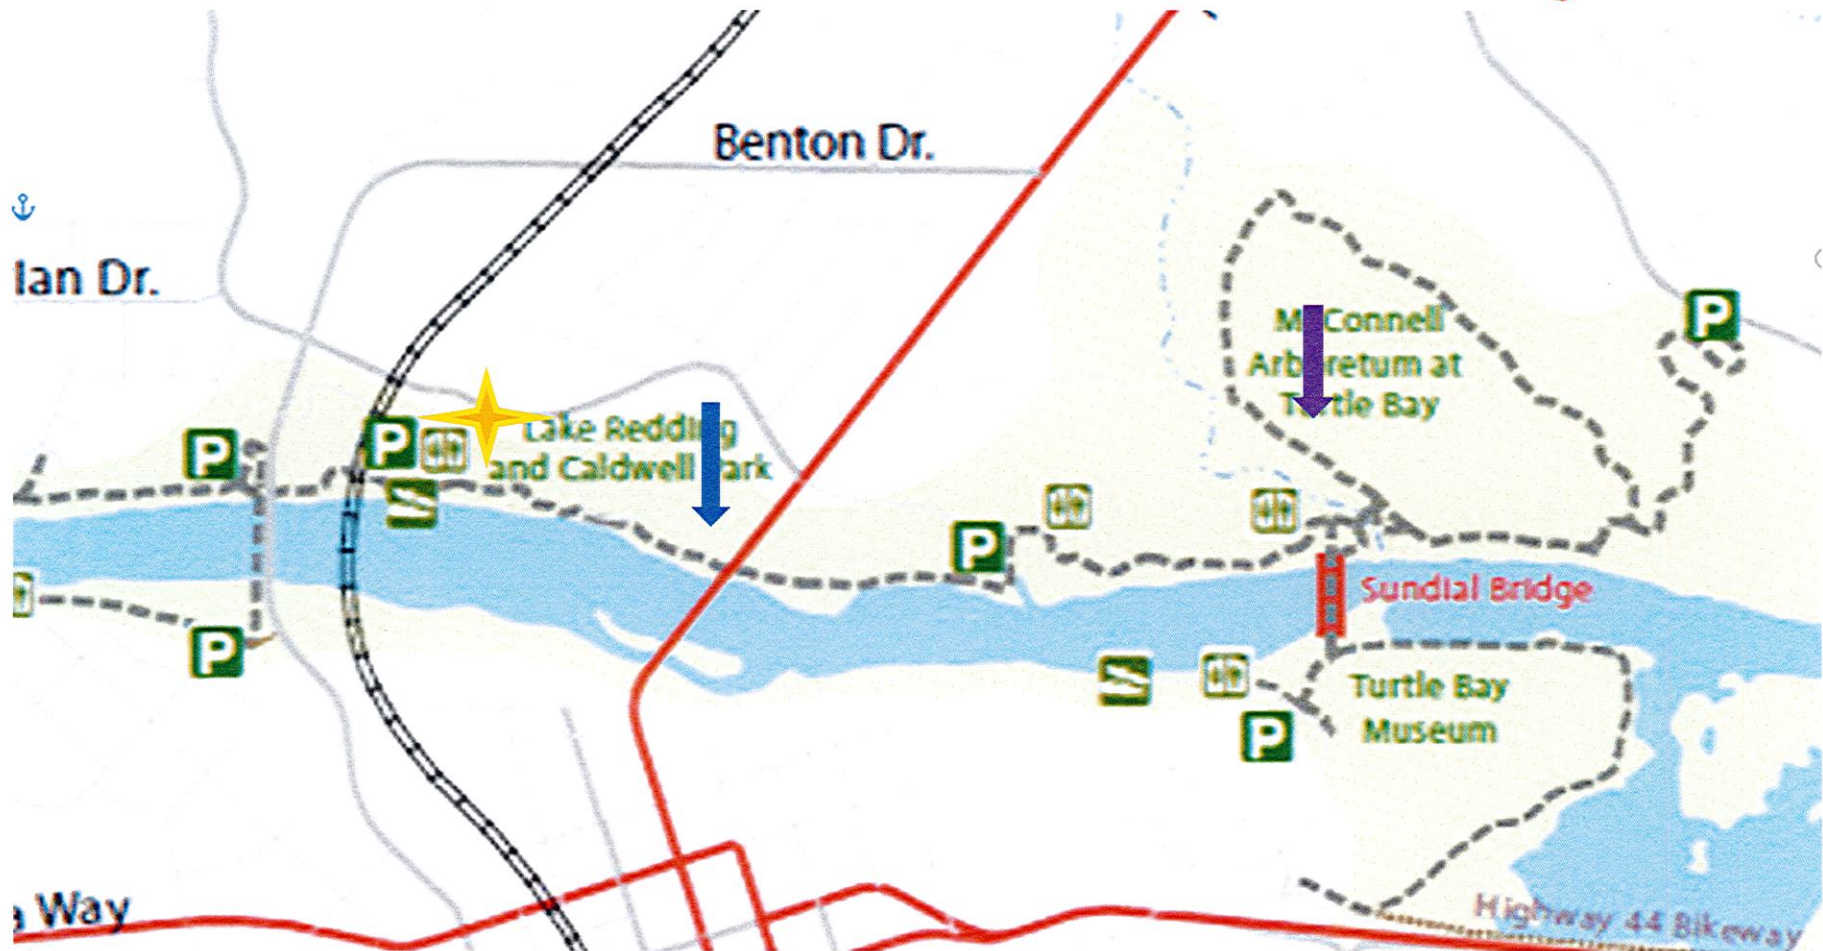 Benton Dr.
lan Dr.
P
McConnell
Arboretum at
Turtle Bay
P
P
P
Lake Redding
and Caldwell Park
P
Sundial Bridge
P
Turtle Bay
Museum
P
a Way
Highway 44 Bikeway